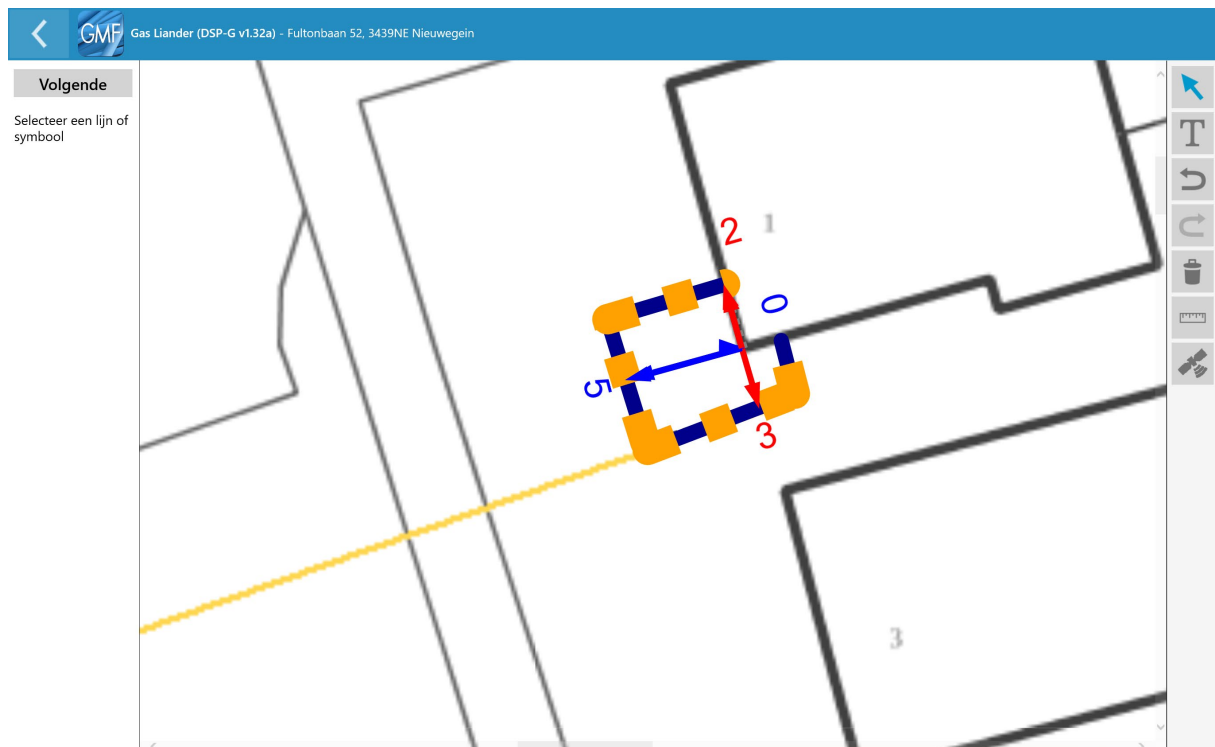 GMF Gas Liander (DSP-G v1.32a) - Fultonbaan 52, 3439NE Nieuwegein
Volgende
Selecteer een lijn of
symbool
T
2
1
0
5
3
3